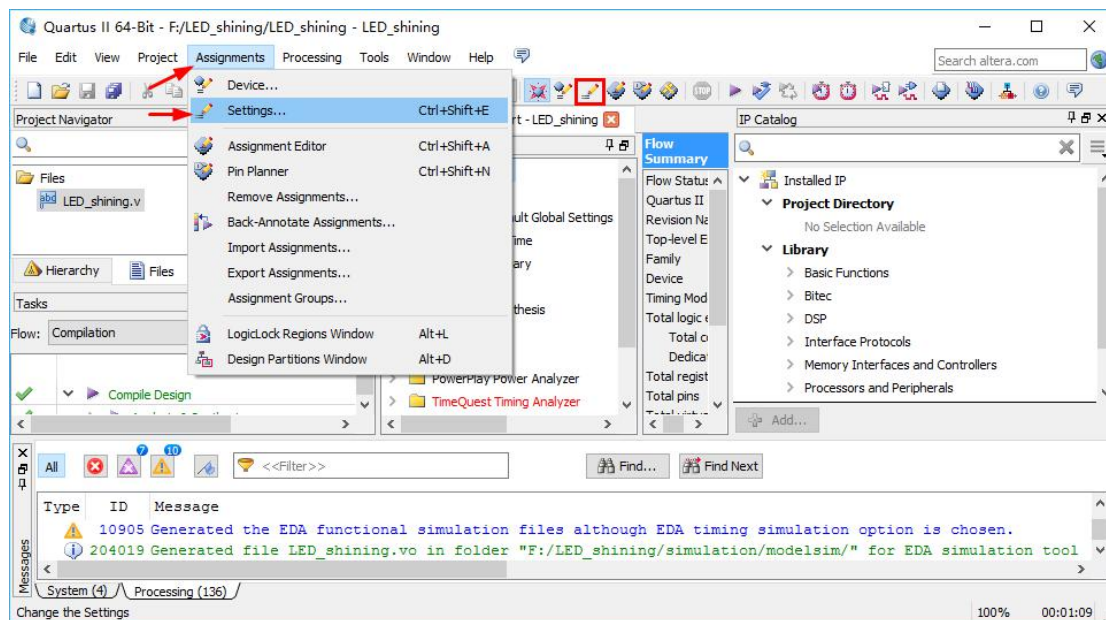 Quartus II 64-Bit - F:/LED_shining/LED_shining - LED_shining
File Edit View Project Assignments Processing Tools Window Help
Search altera.com
Device...
Settings... Ctrl+Shift+E
Assignment Editor Ctrl+Shift+A
Pin Planner Ctrl+Shift+N
Remove Assignments...
Back-Annotate Assignments...
Import Assignments...
Export Assignments...
Assignment Groups...
LogicLock Regions Window Alt+L
Design Partitions Window Alt+D
STOP
Project Navigator
Files
abd LED_shining.v
Hierarchy Files
Tasks
Flow: Compilation
Compile Design
rt - LED_shining
ult Global Settings
ime
ary
thesis
PowerPlay Power Analyzer
TimeQuest Timing Analyzer
Flow
Summary
Flow Status
Quartus II
Revision Na
Top-level E
Family
Device
Timing Mod
Total logic e
Total co
Dedica
Total regist
Total pins
IP Catalog
Installed IP
Project Directory
No Selection Available
Library
Basic Functions
Bitec
DSP
Interface Protocols
Memory Interfaces and Controllers
Processors and Peripherals
Add...
All 7 10 <<Filter>> Find... Find Next
Type ID Message
10905 Generated the EDA functional simulation files although EDA timing simulation option is chosen.
204019 Generated file LED_shining.vo in folder "F:/LED_shining/simulation/modelsim/" for EDA simulation tool
Messages
System (4) Processing (136)
Change the Settings 100% 00:01:09